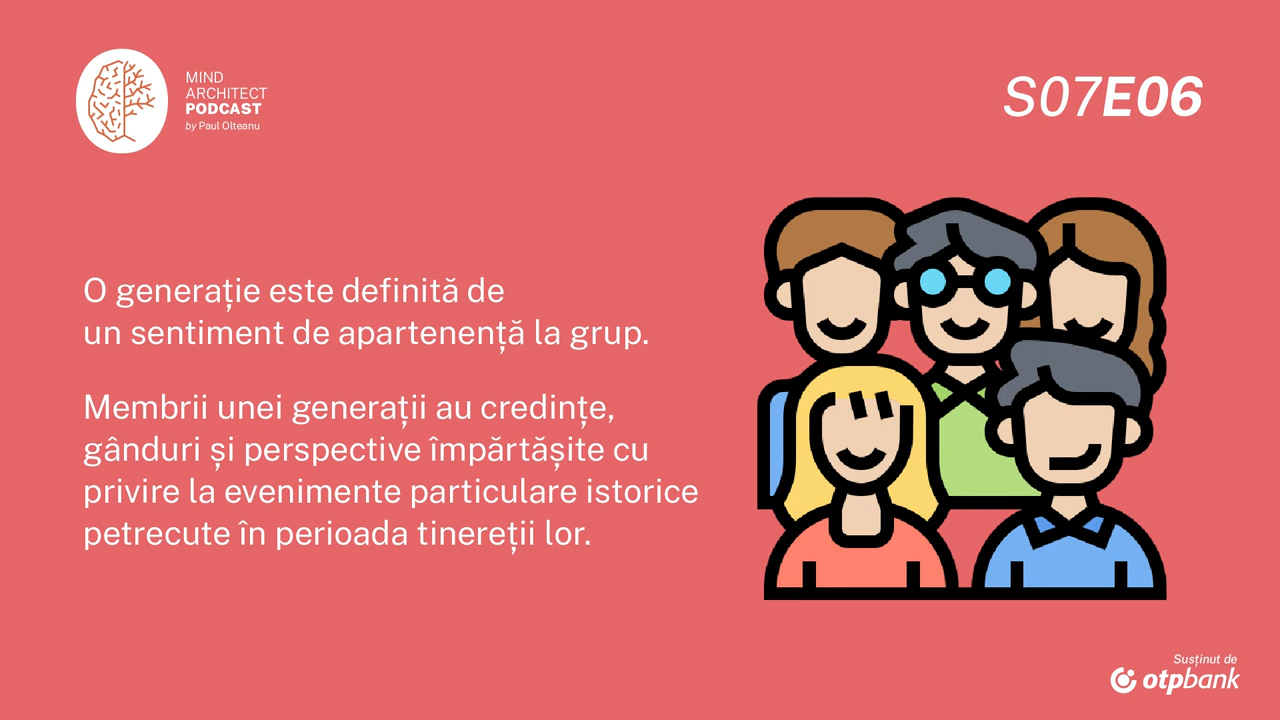 MIND
ARCHITECT
PODCAST
by Paul Olteanu
S07E06
O generație este definită de
un sentiment de apartenență la grup.
Membrii unei generații au credințe,
gânduri și perspective împărtășite cu
privire la evenimente particulare istorice
petrecute în perioada tinereții lor.
Susținut de
otpbank